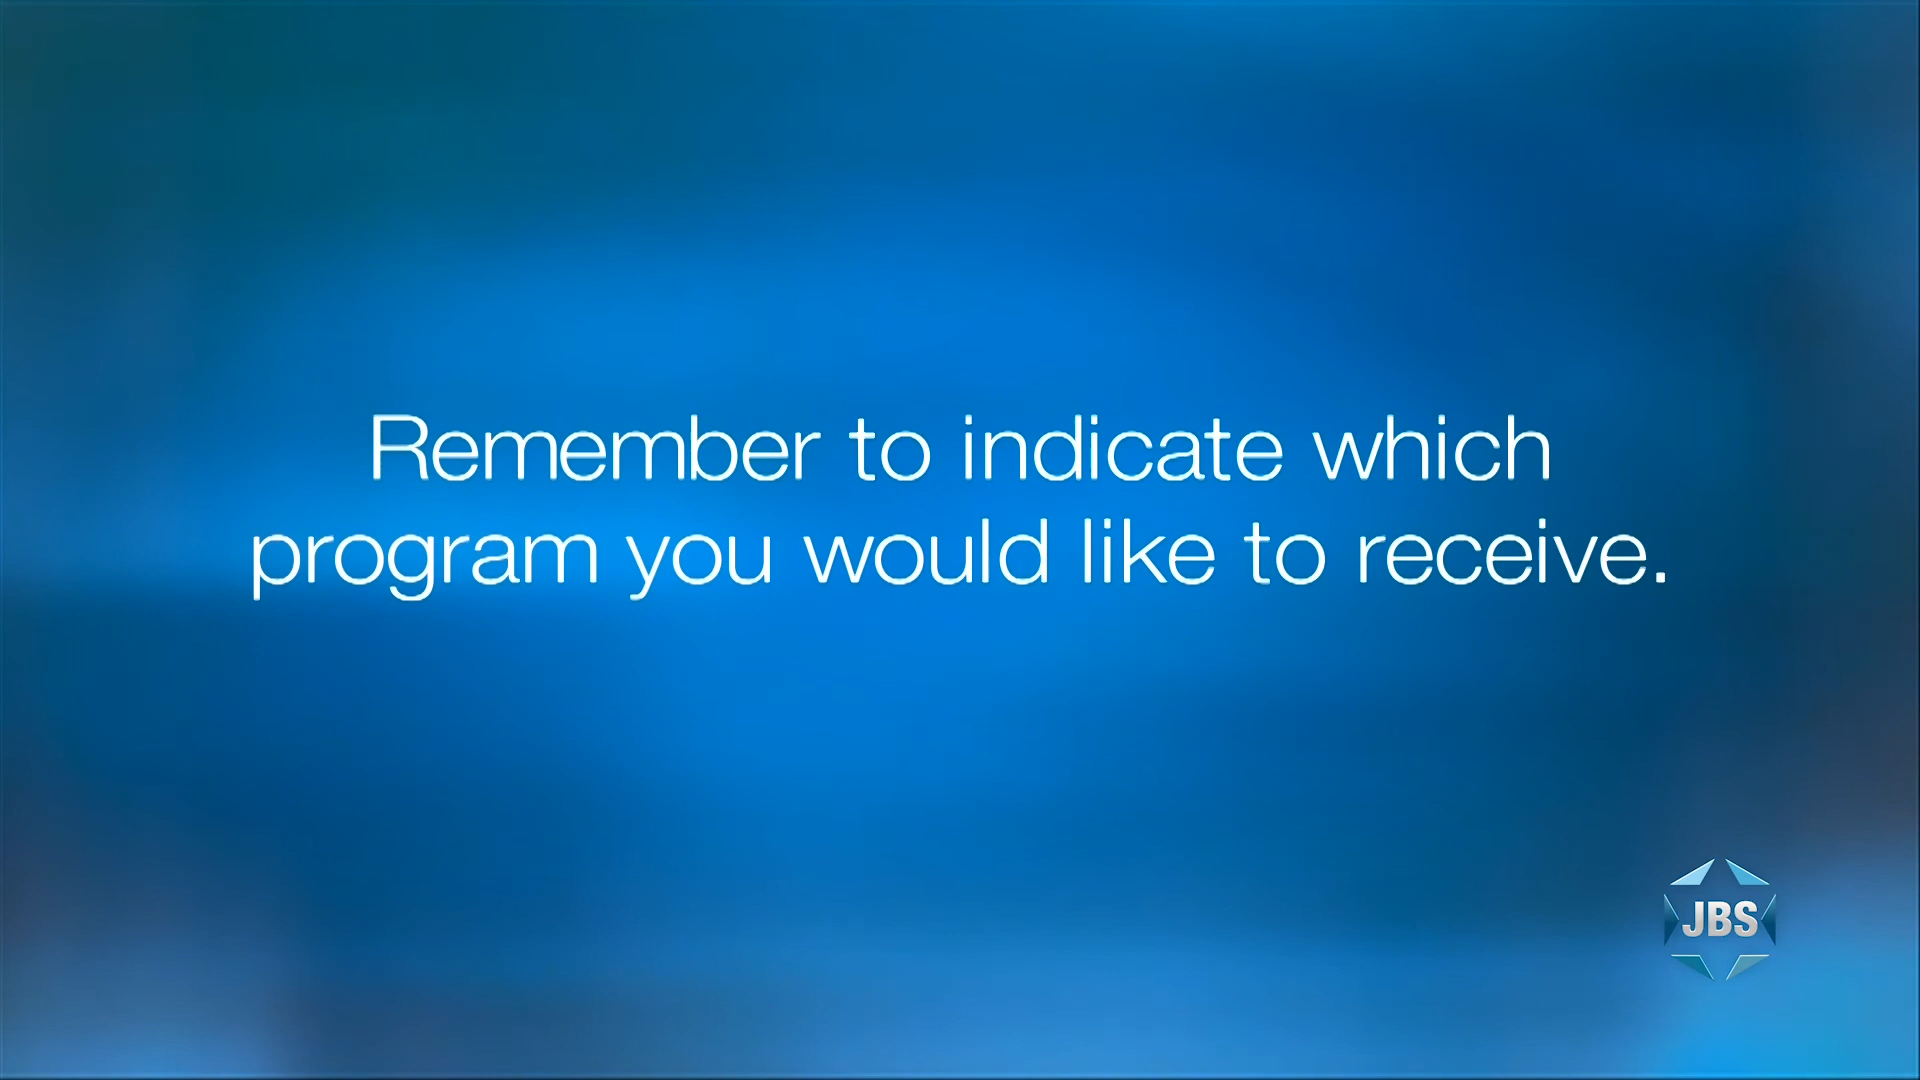 Remember to indicate which
program you would like to receive.
JBS